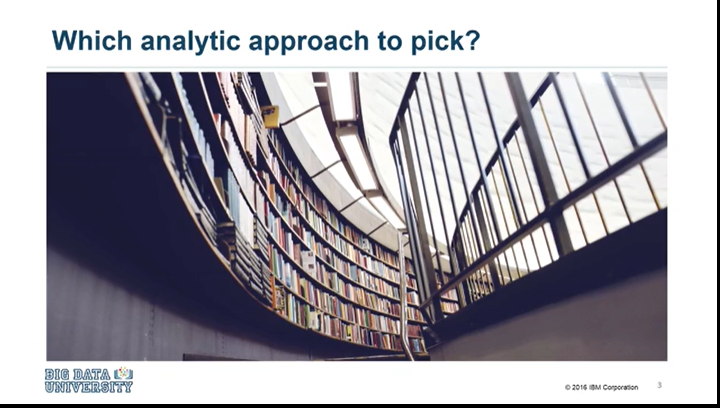 Which analytic approach to pick?
BIG DATA
UNIVERSITY
© 2016 IBM Corporation
3